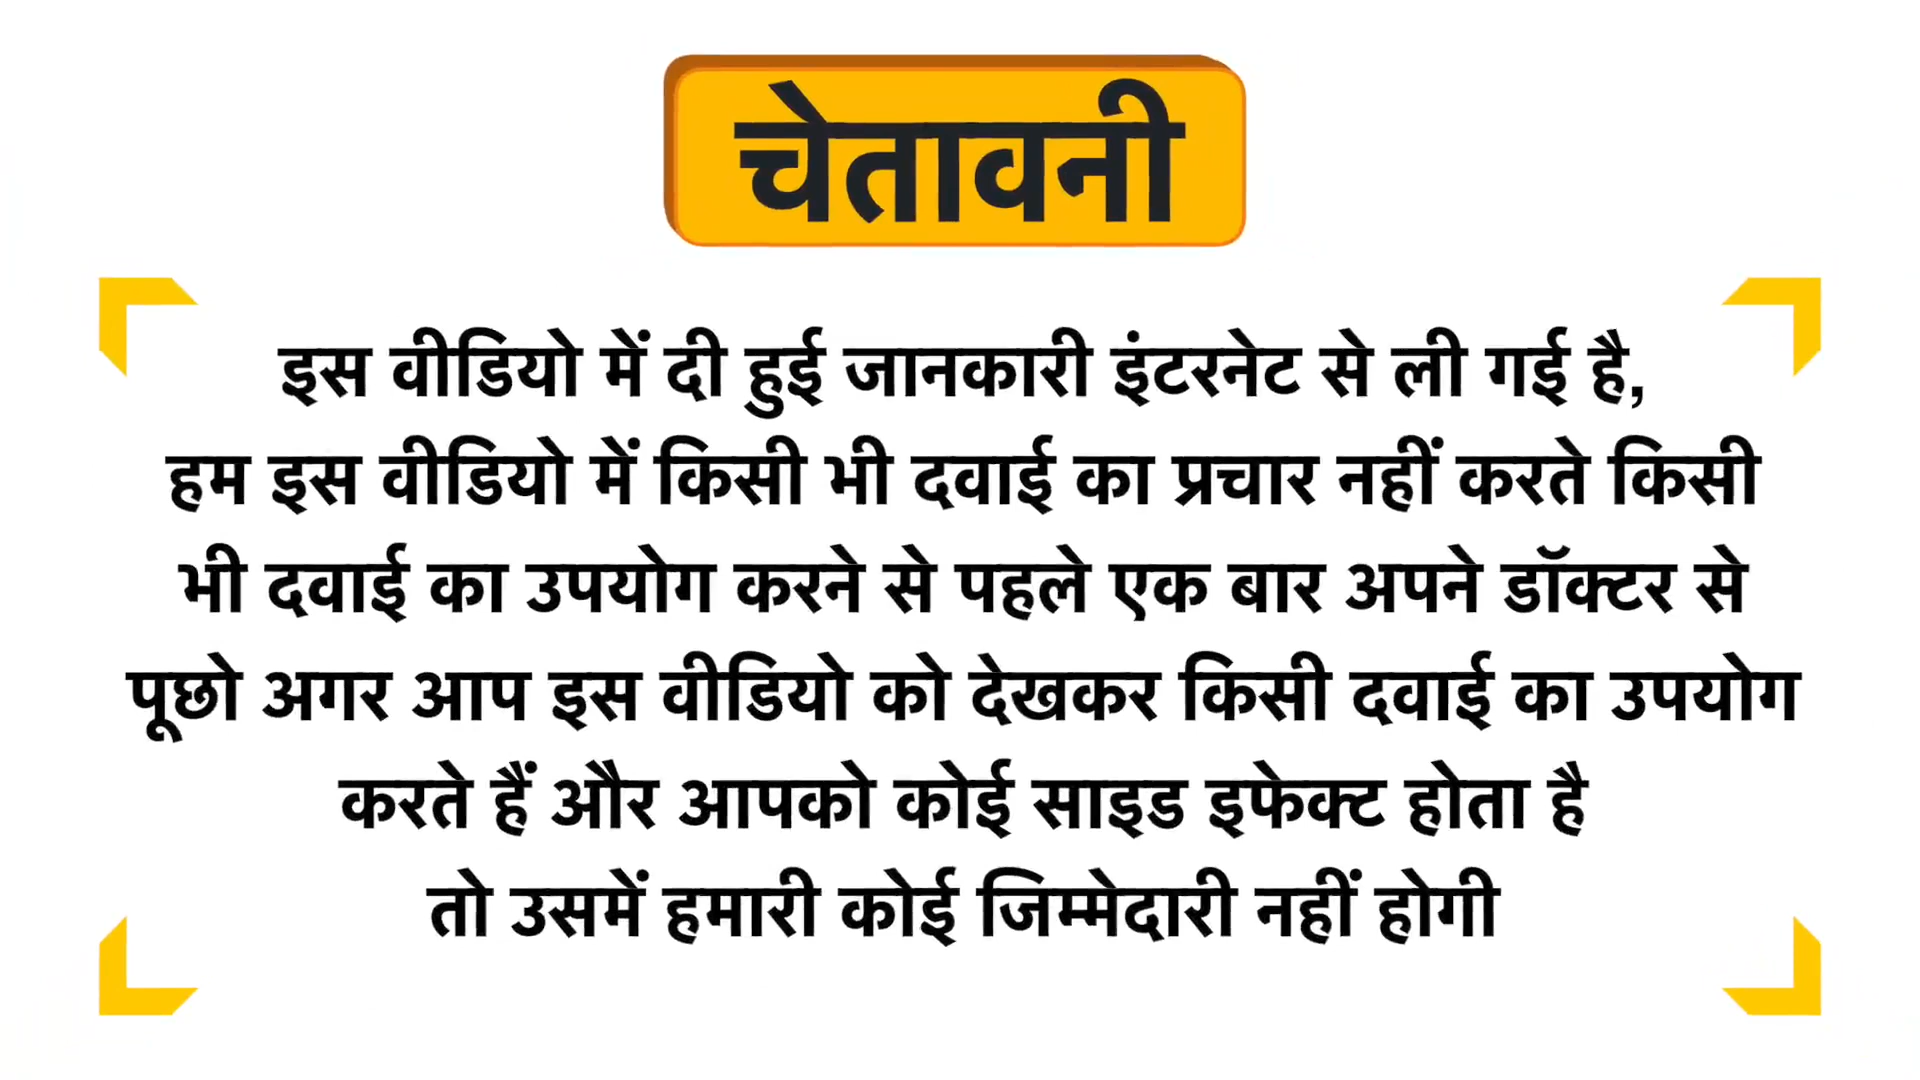 चेतावनी
इस वीडियो में दी हुई जानकारी इंटरनेट से ली गई है,
हम इस वीडियो में किसी भी दवाई का प्रचार नहीं करते किसी
भी दवाई का उपयोग करने से पहले एक बार अपने डॉक्टर से
पूछो अगर आप इस वीडियो को देखकर किसी दवाई का उपयोग
करते हैं और आपको कोई साइड इफेक्ट होता है
तो उसमें हमारी कोई जिम्मेदारी नहीं होगी